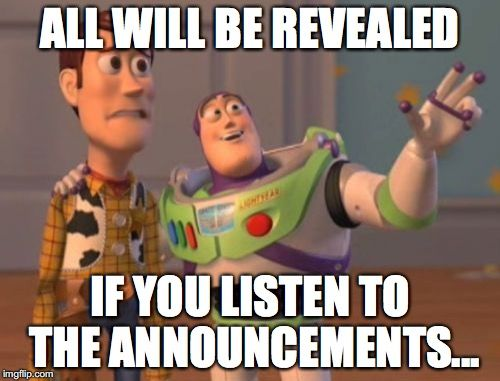 ALL WILL BE REVEALED
LIGHTYEAR
IF YOU LISTEN TO
THE ANNOUNCEMENTS...
imgflip.com